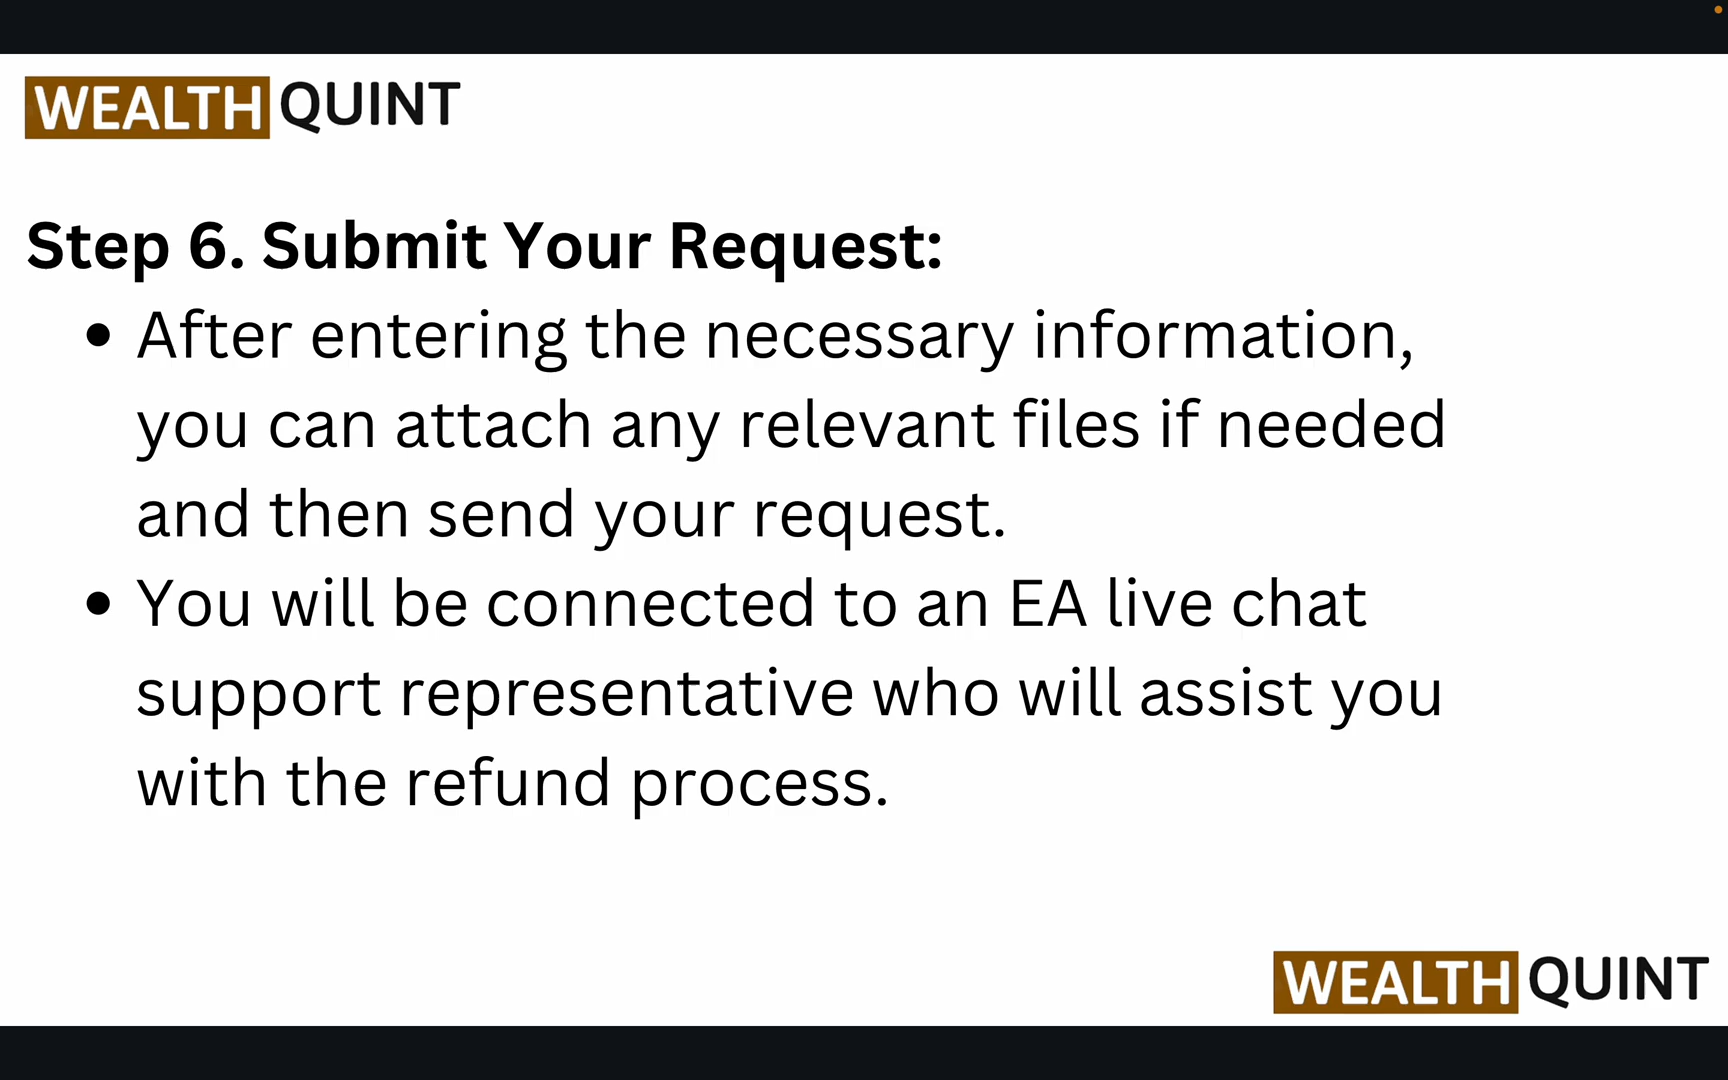 WEALTH QUINT
Step 6. Submit Your Request:
• After entering the necessary information,
you can attach any relevant files if needed
and then send your request.
• You will be connected to an EA live chat
support representative who will assist you
with the refund process.
WEALTH QUINT